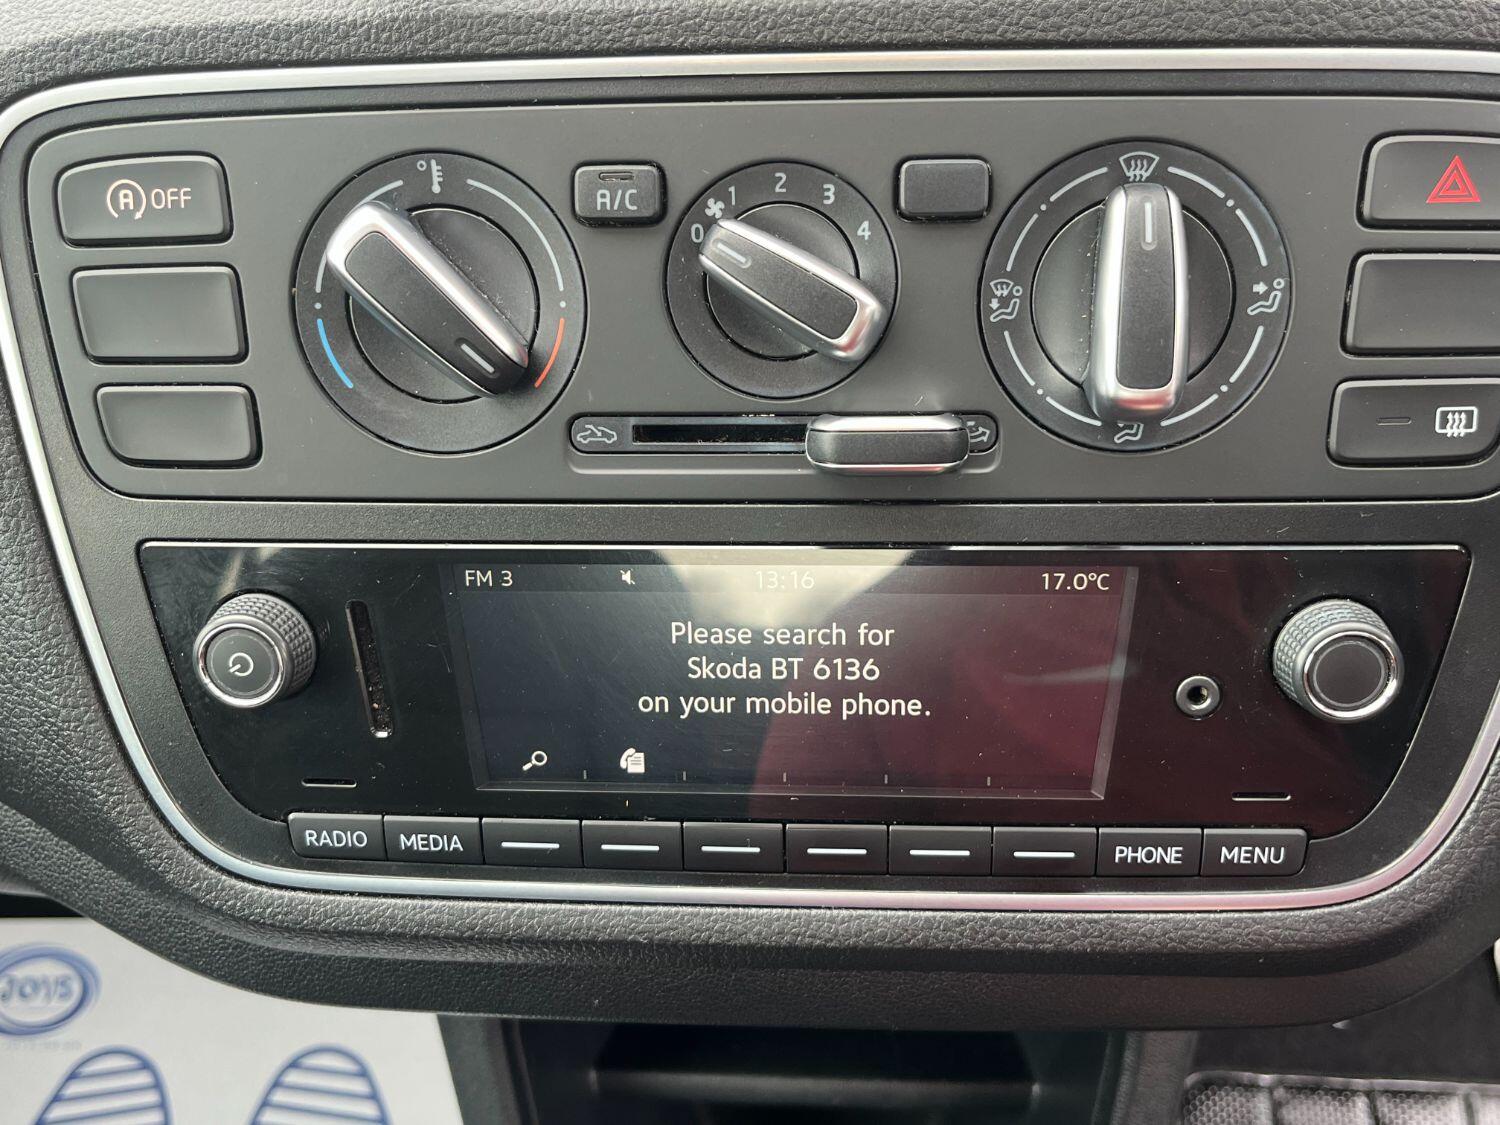 OFF
A/C
0 1 2 3 4
FM 3 13:16 17.0°C
Please search for
Skoda BT 6136
on your mobile phone.
RADIO MEDIA PHONE MENU
JOYS